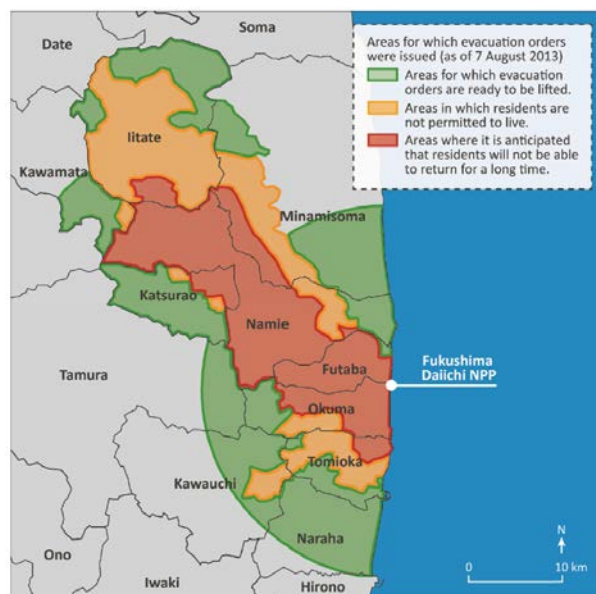 Soma
Date
Areas for which evacuation orders
were issued (as of 7 August 2013)
Areas for which evacuation
orders are ready to be lifted.
Areas in which residents are
not permitted to live.
Areas where it is anticipated
that residents will not be able
to return for a long time.
Iitate
Kawamata
Minamisoma
Katsurao
Namie
Futaba
Fukushima
Daiichi NPP
Tamura
Okuma
Tomioka
Kawauchi
Naraha
Ono
Iwaki
Hirono
N
0
10 km